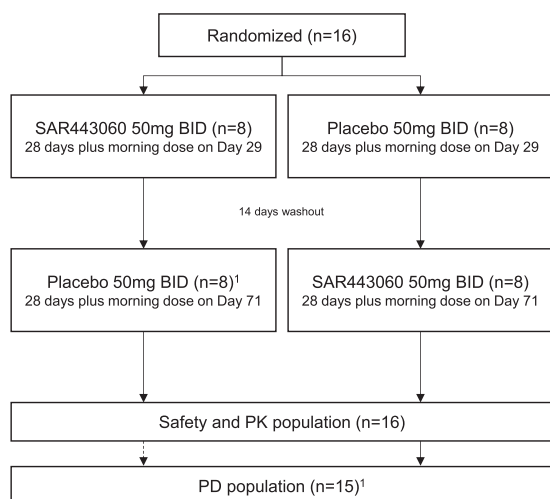 Randomized (n=16)
SAR443060 50mg BID (n=8)
28 days plus morning dose on Day 29
Placebo 50mg BID (n=8)
28 days plus morning dose on Day 29
14 days washout
Placebo 50mg BID (n=8)¹
28 days plus morning dose on Day 71
SAR443060 50mg BID (n=8)
28 days plus morning dose on Day 71
Safety and PK population (n=16)
PD population (n=15)¹